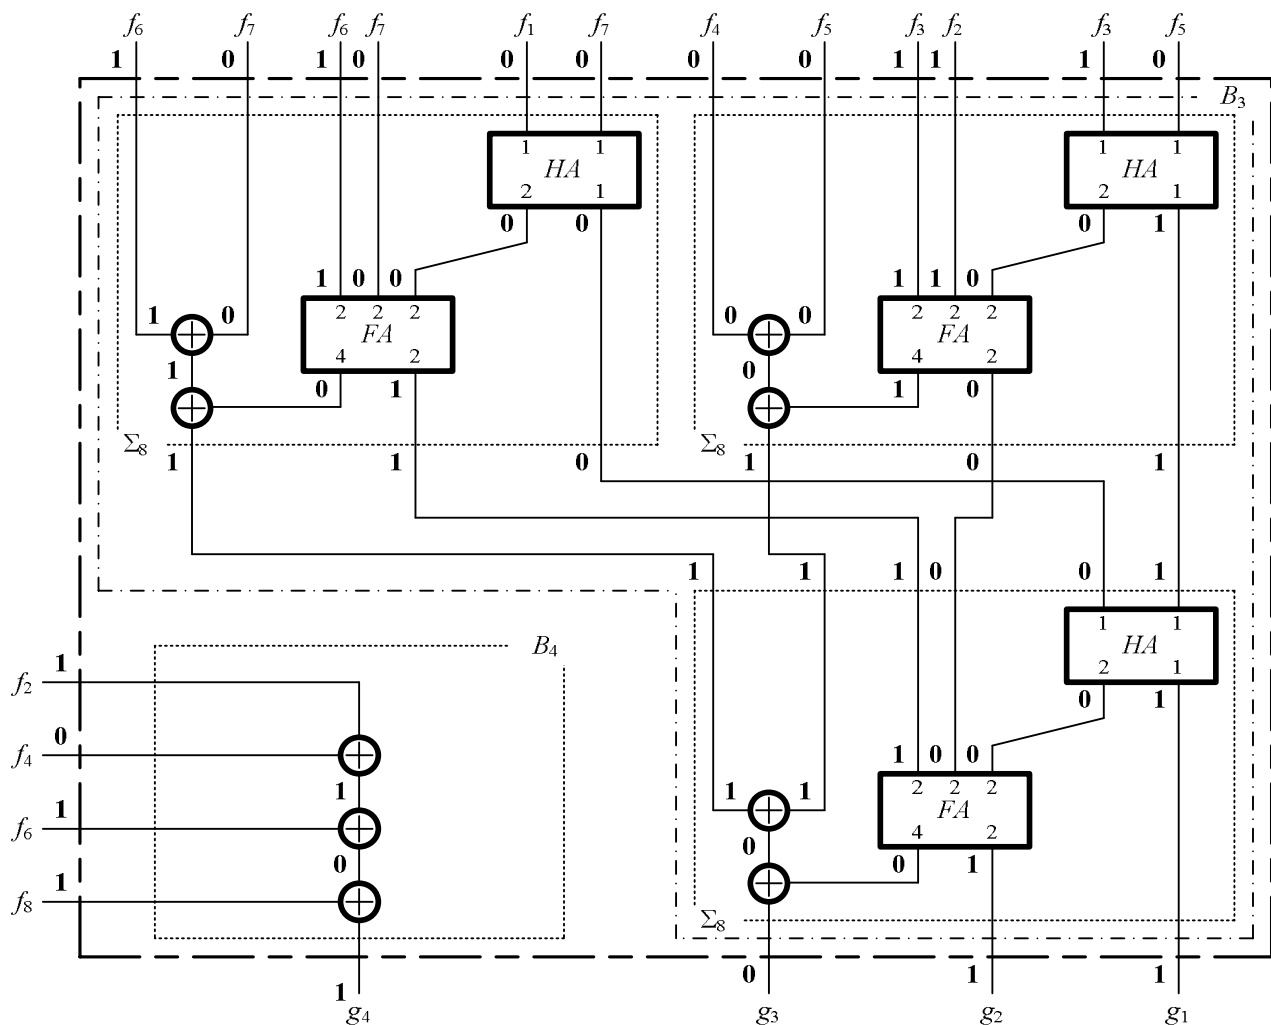 f6 f7 f6 f7 f1 f7 f4 f5 f3 f2 f3 f5
1 0 1 0 0 0 0 0 1 1 1 0
B3
1 1 1 1
HA HA
2 1 2 1
0 0 0 1
1 0 0 1 1 0
1 0 2 2 2 0 0 2 2 2
FA FA
4 2 4 2
1 0 1 0 1 0
Σ8 Σ8
1 1 0 1 0 1
1 1 1 0 0 1
1 1
HA
B4 2 1
1
f2 0 1
0
f4 1 0 0
1 1 1 2 2 2
1 FA
f6 4 2
0 0 0 1
1
f8
Σ8
1 0 1 1
g4 g3 g2 g1